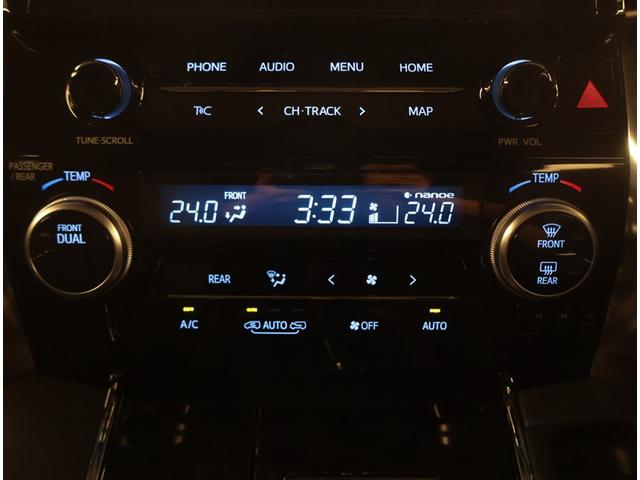 PHONE AUDIO MENU HOME
T©C < CH·TRACK > MAP
TUNE·SCROLL PWR·VOL
PASSENGER
/REAR
TEMP TEMP
FRONT nanoe
24.0 3:33 24.0
FRONT
DUAL
FRONT
REAR
REAR < >
A/C AUTO OFF AUTO